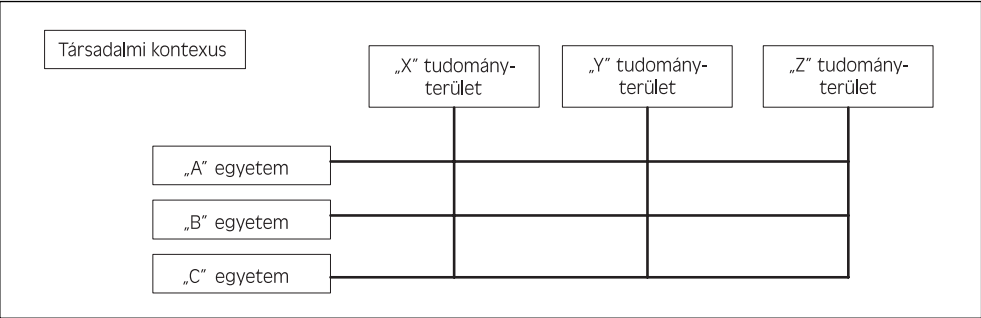 Társadalmi kontexus
„X” tudomány-
terület
„Y” tudomány-
terület
„Z” tudomány-
terület
„A” egyetem
„B” egyetem
„C” egyetem